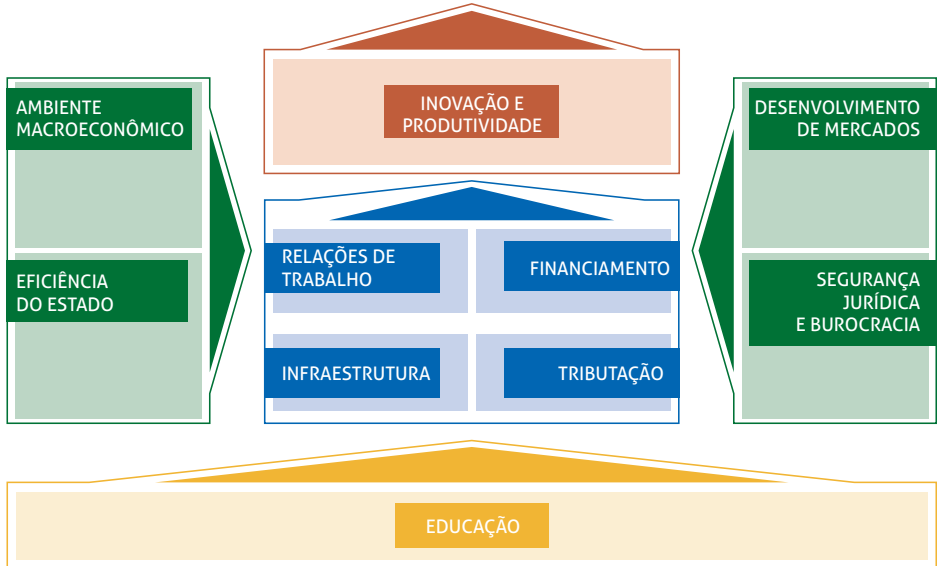 INOVAÇÃO E
PRODUTIVIDADE
AMBIENTE
MACROECONÔMICO
DESENVOLVIMENTO
DE MERCADOS
RELAÇÕES DE
TRABALHO
FINANCIAMENTO
EFICIÊNCIA
DO ESTADO
SEGURANÇA
JURÍDICA
E BUROCRACIA
INFRAESTRUTURA
TRIBUTAÇÃO
EDUCAÇÃO